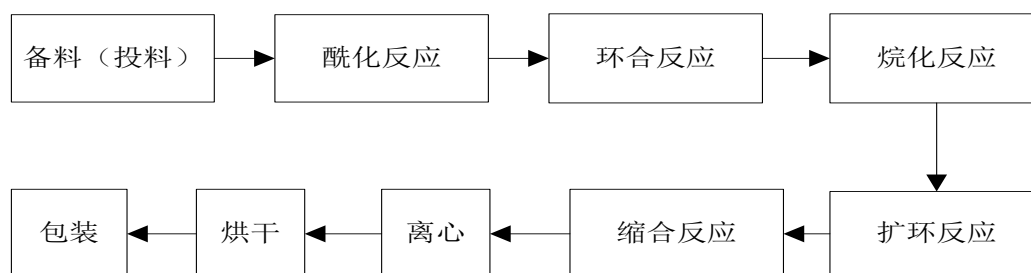 备料（投料）
酰化反应
环合反应
烷化反应
包装
烘干
离心
缩合反应
扩环反应